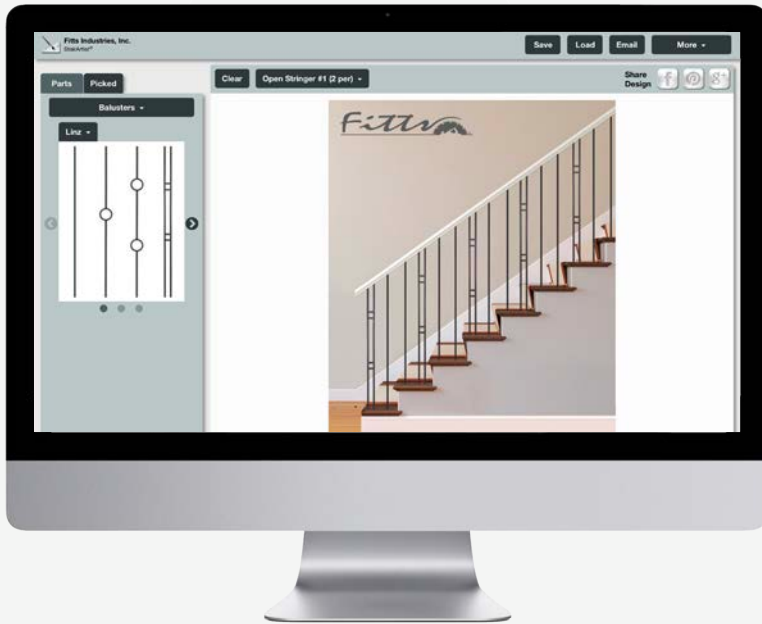 Fitts Industries, Inc.
StairArtist®
Save
Load
Email
More
Parts
Picked
Clear
Open Stringer #1 (2 per)
Share
Design
f
g+
Balusters
Linz
Fitts